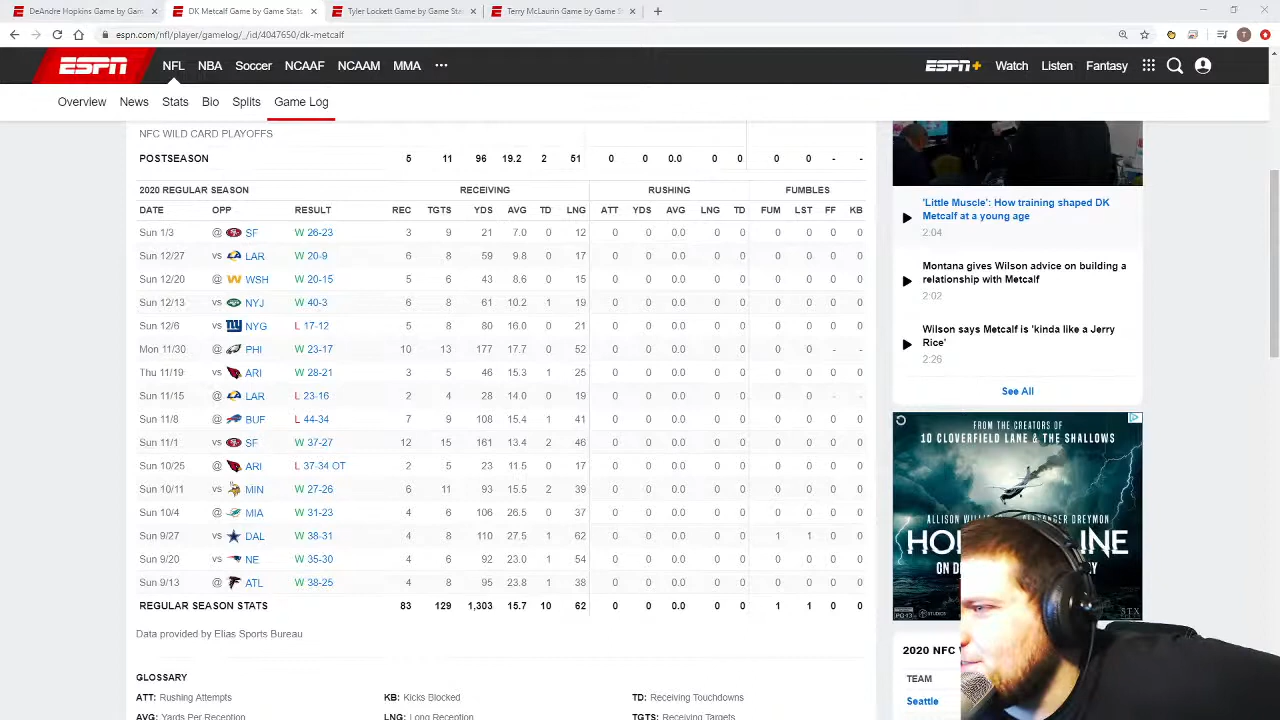 DeAndre Hopkins Game by Gam
DK Metcalf Game by Game Stats
Tyler Lockett Game by Game Stat
Terry McLaurin Game by Game S
espn.com/nfl/player/gamelog/_/id/4047650/dk-metcalf
T
ESPN NFL NBA Soccer NCAAF NCAAM MMA ESPN+ Watch Listen Fantasy
Overview News Stats Bio Splits Game Log
NFC WILD CARD PLAYOFFS
POSTSEASON 5 11 96 19.2 2 51 0 0 0.0 0 0 0 0 - -
2020 REGULAR SEASON RECEIVING RUSHING FUMBLES
DATE OPP RESULT REC TGTS YDS AVG TD LNG ATT YDS AVG LNG TD FUM LST FF KB
Sun 1/3 @ SF W 26-23 3 9 21 7.0 0 12 0 0 0.0 0 0 0 0 0 0
Sun 12/27 vs LAR W 20-9 6 8 59 9.8 0 17 0 0 0.0 0 0 0 0 0 0
Sun 12/20 @ WSH W 20-15 5 6 43 8.6 0 15 0 0 0.0 0 0 0 0 0 0
Sun 12/13 vs NYJ W 40-3 6 8 61 10.2 1 19 0 0 0.0 0 0 0 0 0 0
Sun 12/6 vs NYG L 17-12 5 8 80 16.0 0 21 0 0 0.0 0 0 0 0 0 0
Mon 11/30 @ PHI W 23-17 10 13 177 17.7 0 52 0 0 0.0 0 0 0 0 - -
Thu 11/19 vs ARI W 28-21 3 5 46 15.3 1 25 0 0 0.0 0 0 0 0 0 0
Sun 11/15 @ LAR L 23-16 2 4 28 14.0 0 19 0 0 0.0 0 0 0 0 - -
Sun 11/8 @ BUF L 44-34 7 9 108 15.4 1 41 0 0 0.0 0 0 0 0 0 0
Sun 11/1 vs SF W 37-27 12 15 161 13.4 2 46 0 0 0.0 0 0 0 0 0 0
Sun 10/25 @ ARI L 37-34 OT 2 5 23 11.5 0 17 0 0 0.0 0 0 0 0 0 0
Sun 10/11 vs MIN W 27-26 6 11 93 15.5 2 39 0 0 0.0 0 0 0 0 0 0
Sun 10/4 @ MIA W 31-23 4 6 106 26.5 0 37 0 0 0.0 0 0 0 0 0 0
Sun 9/27 vs DAL W 38-31 4 8 110 27.5 1 62 0 0 0.0 0 0 1 1 0 0
Sun 9/20 vs NE W 35-30 4 6 92 23.0 1 54 0 0 0.0 0 0 0 0 0 0
Sun 9/13 @ ATL W 38-25 4 8 95 23.8 1 38 0 0 0.0 0 0 0 0 0 0
REGULAR SEASON STATS 83 129 1,303 15.7 10 62 0 0 0.0 0 0 1 1 0 0
Data provided by Elias Sports Bureau
GLOSSARY
ATT: Rushing Attempts KB: Kicks Blocked TD: Receiving Touchdowns
AVG: Yards Per Reception LNG: Long Reception TGTS: Receiving Targets
'Little Muscle': How training shaped DK
Metcalf at a young age
2:04
Montana gives Wilson advice on building a
relationship with Metcalf
2:02
Wilson says Metcalf is 'kinda like a Jerry
Rice'
2:26
See All
FROM THE CREATORS OF
10 CLOVERFIELD LANE & THE SHALLOWS
ALLISON DREYMON
HO INE
ON D
PG-13
STX
2020 NFC
TEAM
Seattle